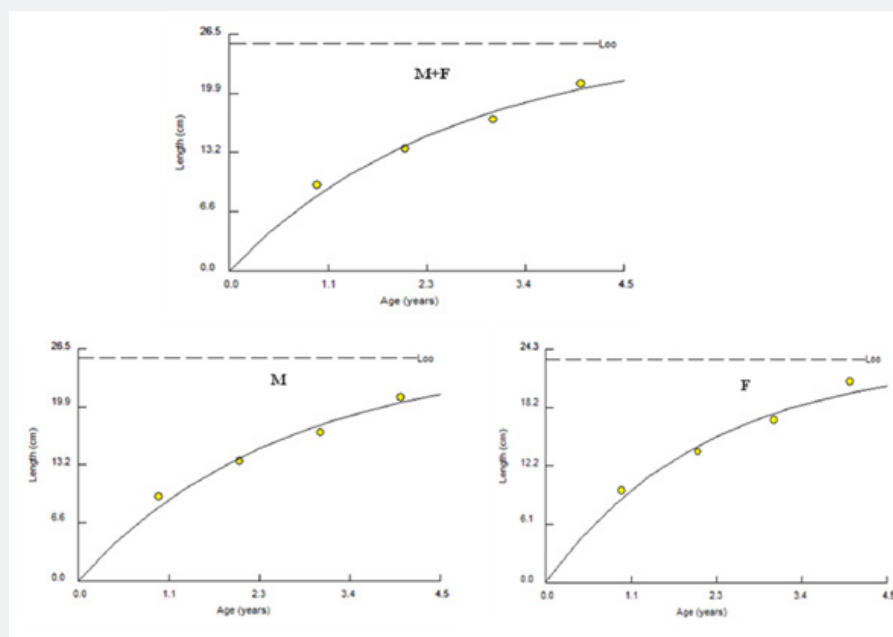 26.5
Loo
M+F
19.9
Length (cm)
13.2
6.6
0.0
0.0 1.1 2.3 3.4 4.5
Age (years)
26.5
Loo
M
19.9
Length (cm)
13.2
6.6
0.0
0.0 1.1 2.3 3.4 4.5
Age (years)
24.3
Loo
F
18.2
Length (cm)
12.2
6.1
0.0
0.0 1.1 2.3 3.4 4.5
Age (years)